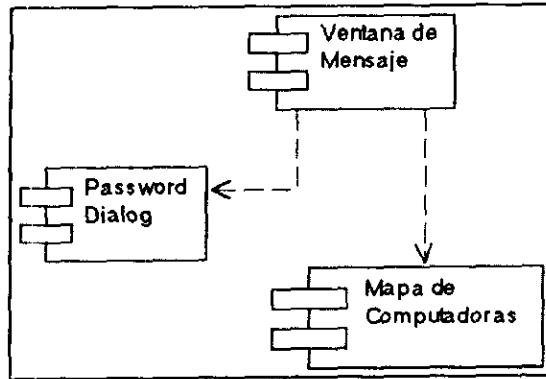 Ventana de
Mensaje
Password
Dialog
Mapa de
Computadoras